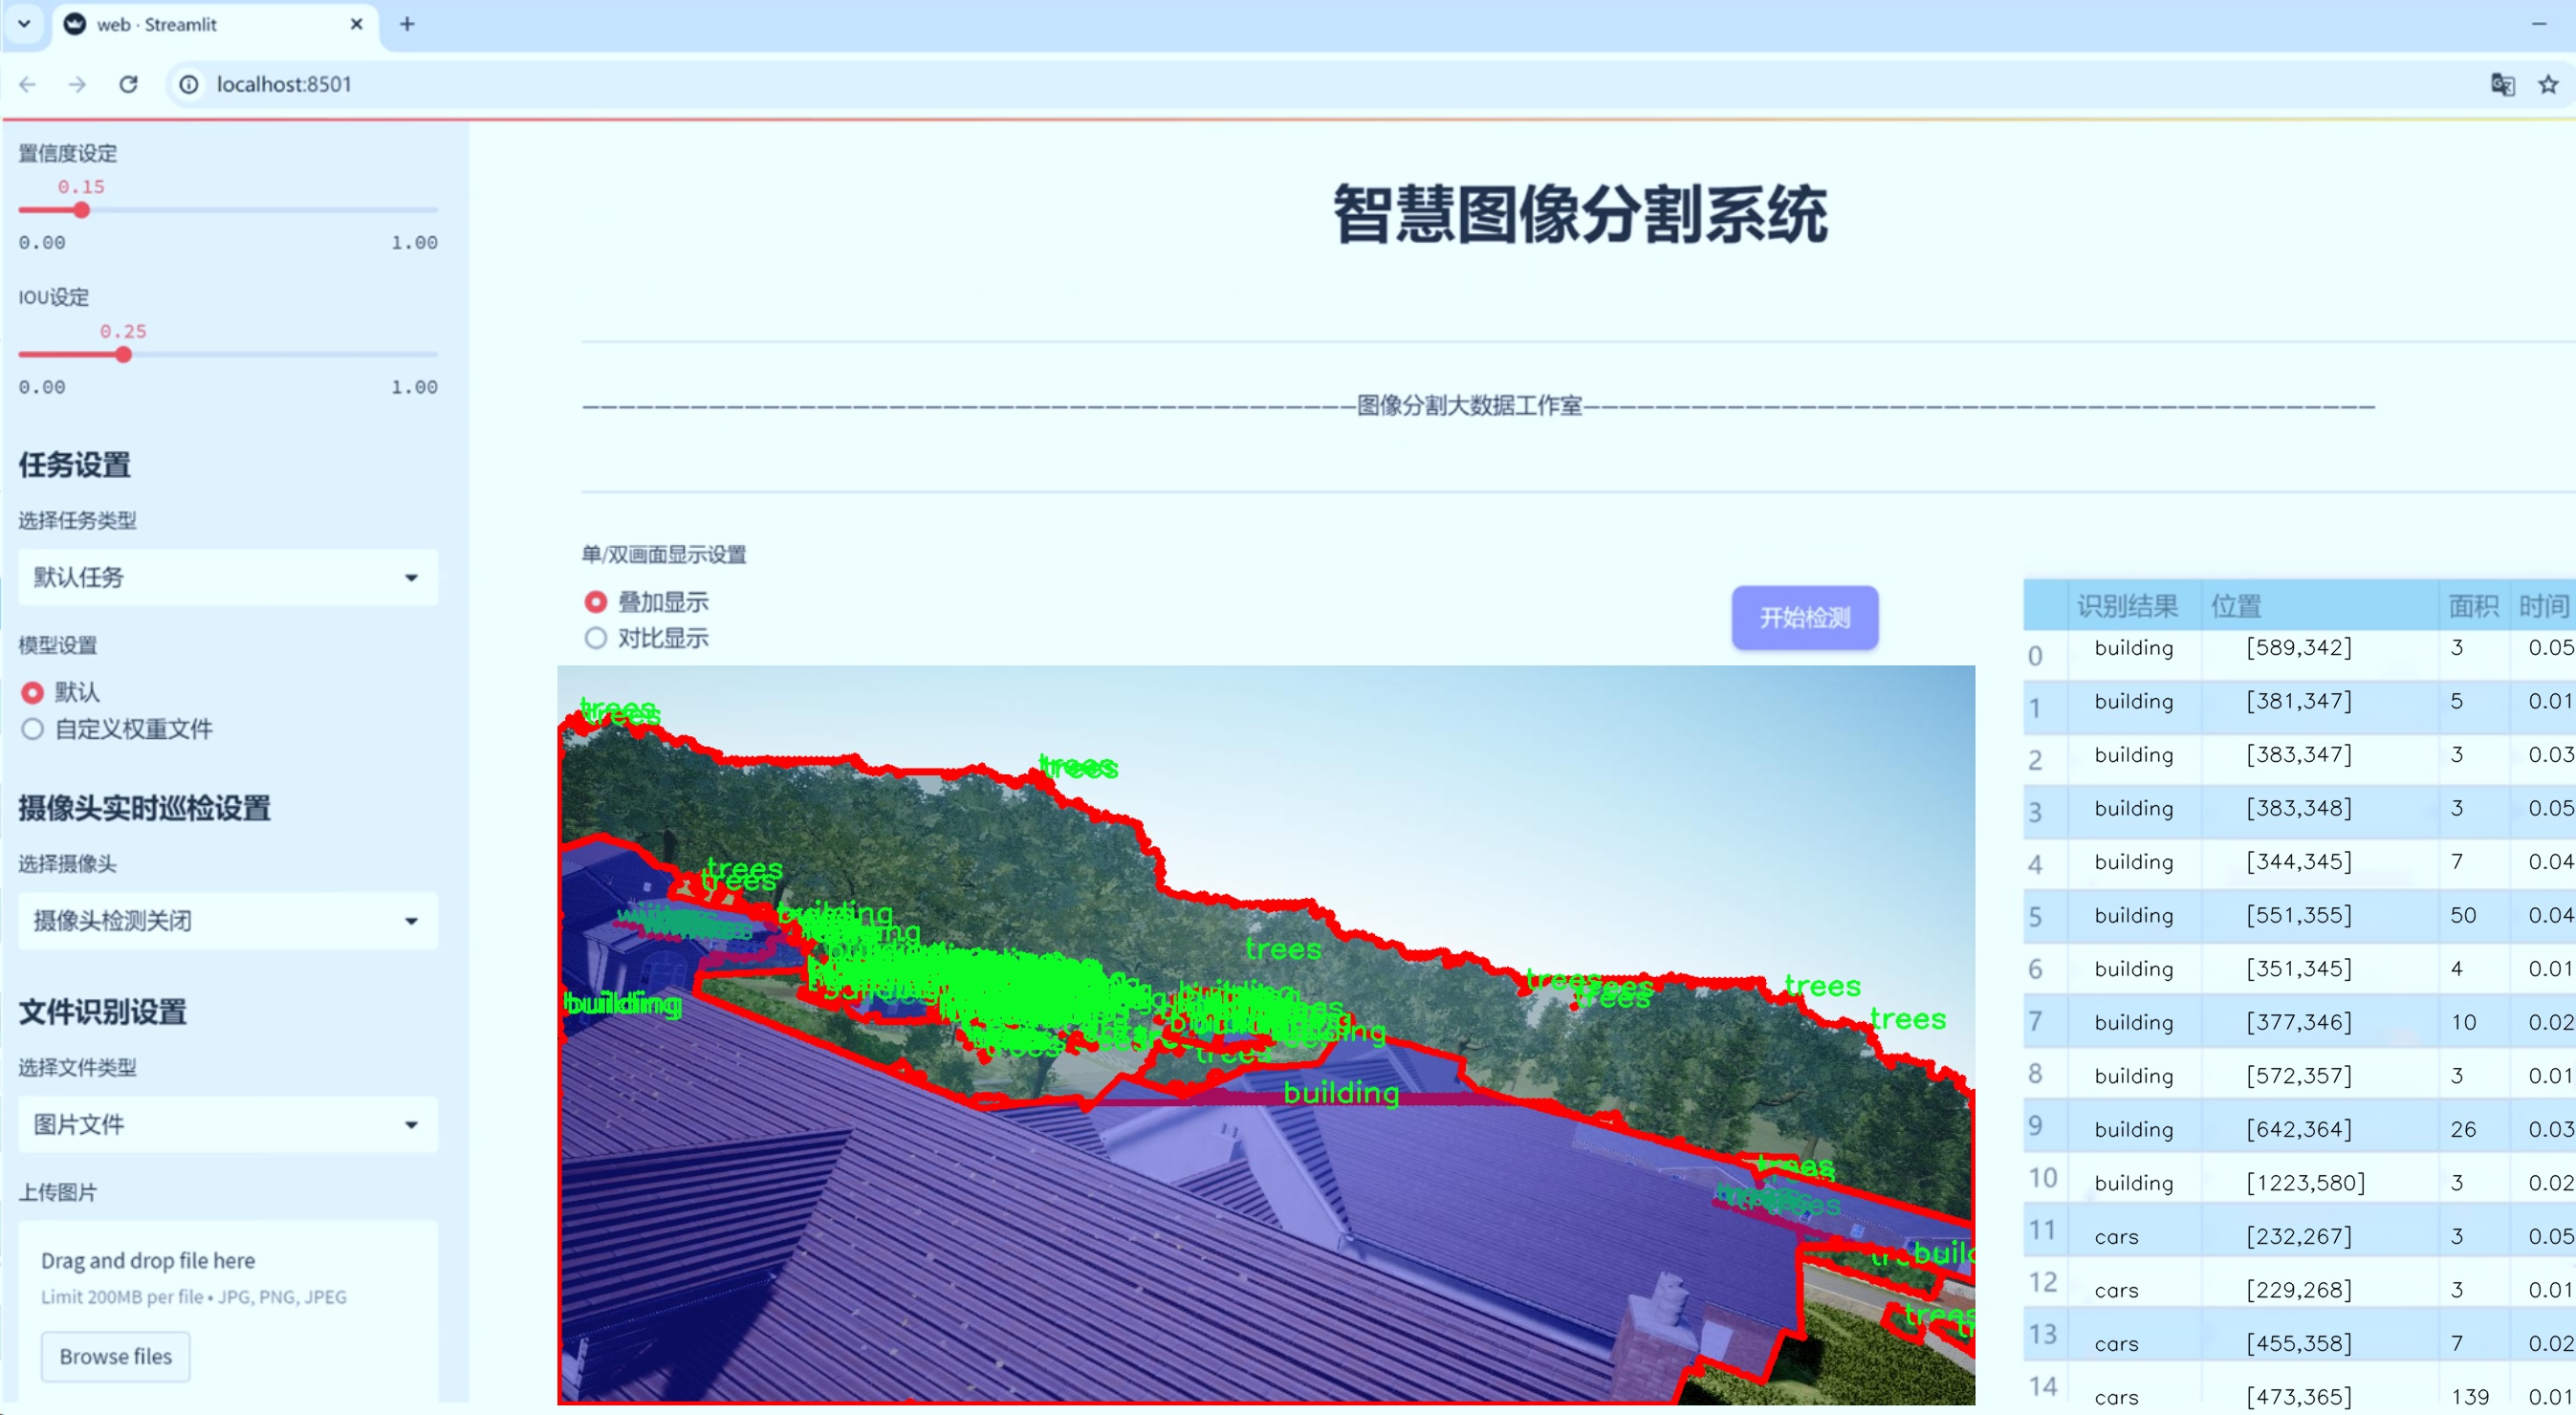 web · Streamlit
localhost:8501
置信度设定
0.15
0.00 1.00
IOU设定
0.25
0.00 1.00
任务设置
选择任务类型
默认任务
模型设置
默认
自定义权重文件
摄像头实时巡检设置
选择摄像头
摄像头检测关闭
文件识别设置
选择文件类型
图片文件
上传图片
Drag and drop file here
Limit 200MB per file • JPG, PNG, JPEG
Browse files
智慧图像分割系统
图像分割大数据工作室
单/双画面显示设置
叠加显示
对比显示
开始检测
trees
trees
trees
trees
trees
building
trees
trees
trees
trees
trees
trees
building
building
trees
building
trees
trees
trees
识别结果 位置 面积 时间
0 building [589,342] 3 0.05
1 building [381,347] 5 0.01
2 building [383,347] 3 0.03
3 building [383,348] 3 0.05
4 building [344,345] 7 0.04
5 building [551,355] 50 0.04
6 building [351,345] 4 0.01
7 building [377,346] 10 0.02
8 building [572,357] 3 0.01
9 building [642,364] 26 0.03
10 building [1223,580] 3 0.02
11 cars [232,267] 3 0.05
12 cars [229,268] 3 0.01
13 cars [455,358] 7 0.02
14 cars [473,365] 139 0.01